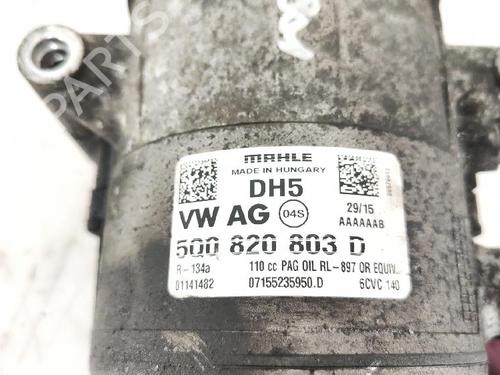 PARTS
MAHLE
MADE IN HUNGARY
DH5
VW AG 04S 29/15
AAAAAAB
5Q0 820 803 D
R-134a 110 cc PAG OIL RL-897 OR EQUIV.
01141482 07155235950.D 6CVC 140